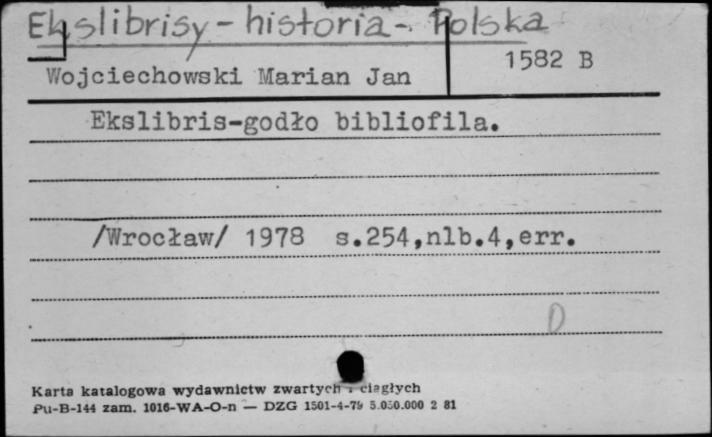 Ekslibrisy - historia - Polska
Wojciechowski Marian Jan
1582 B
Ekslibris-godło bibliofila.
/Wrocław/ 1978 s.254,nlb.4,err.
D
Karta katalogowa wydawnictw zwartych i ciągłych
Pu-B-144 zam. 1016-WA-O-n — DZG 1501-4-79 5.050.000 2 81